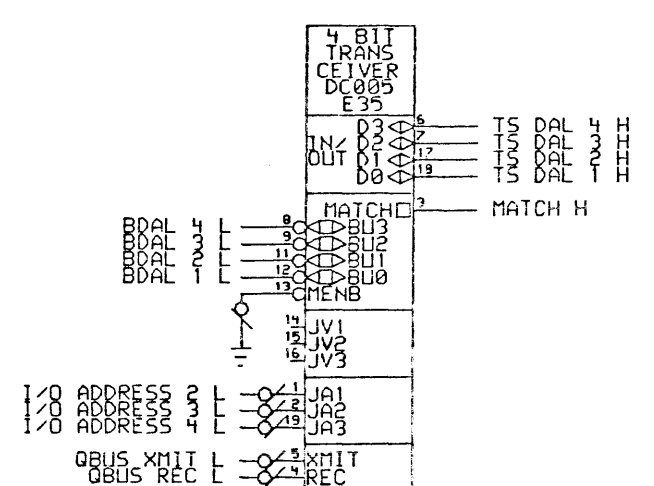 4 BIT
TRANS
CEIVER
DC005
E35
D3 6 TS DAL 4 H
IN/ D2 7 TS DAL 3 H
OUT D1 17 TS DAL 2 H
D0 18 TS DAL 1 H
MATCH 3 MATCH H
BDAL 4 L 8 BU3
BDAL 3 L 9 BU2
BDAL 2 L 11 BU1
BDAL 1 L 12 BU0
13 MENB
14 JV1
15 JV2
16 JV3
I/O ADDRESS 2 L 1 JA1
I/O ADDRESS 3 L 2 JA2
I/O ADDRESS 4 L 19 JA3
QBUS XMIT L 5 XMIT
QBUS REC L 4 REC